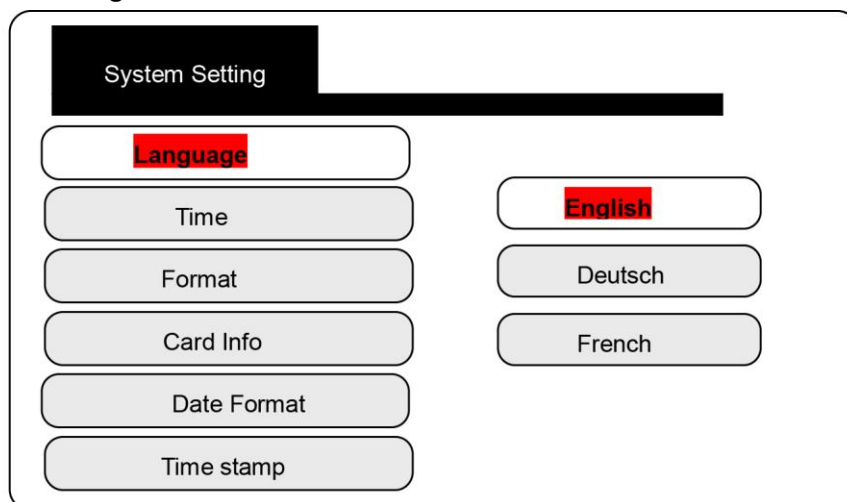 System Setting
Language
Time
Format
Card Info
Date Format
Time stamp
English
Deutsch
French